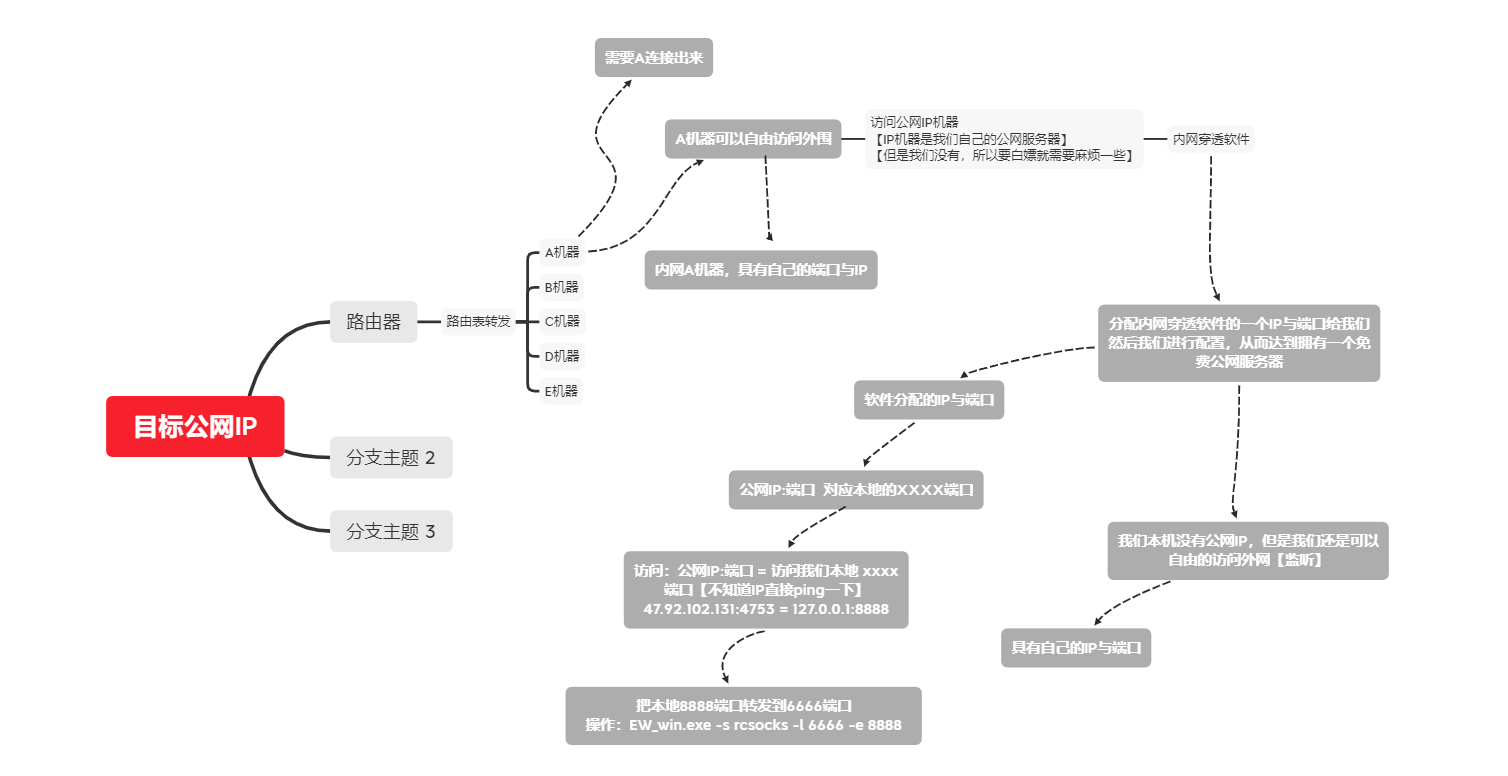 需要A连接出来
A机器可以自由访问外围
访问公网IP机器
【IP机器是我们自己的公网服务器】
【但是我们没有，所以要白嫖就需要麻烦一些】
内网穿透软件
内网A机器，具有自己的端口与IP
A机器
B机器
C机器
D机器
E机器
路由器
路由表转发
目标公网IP
分支主题 2
分支主题 3
分配内网穿透软件的一个IP与端口给我们
然后我们进行配置，从而达到拥有一个免
费公网服务器
软件分配的IP与端口
公网IP:端口 对应本地的XXXX端口
访问：公网IP:端口 = 访问我们本地 xxxx
端口【不知道IP直接ping一下】
47.92.102.131:4753 = 127.0.0.1:8888
把本地8888端口转发到6666端口
操作：EW_win.exe -s rcsocks -l 6666 -e 8888
我们本机没有公网IP，但是我们还是可以
自由的访问外网【监听】
具有自己的IP与端口